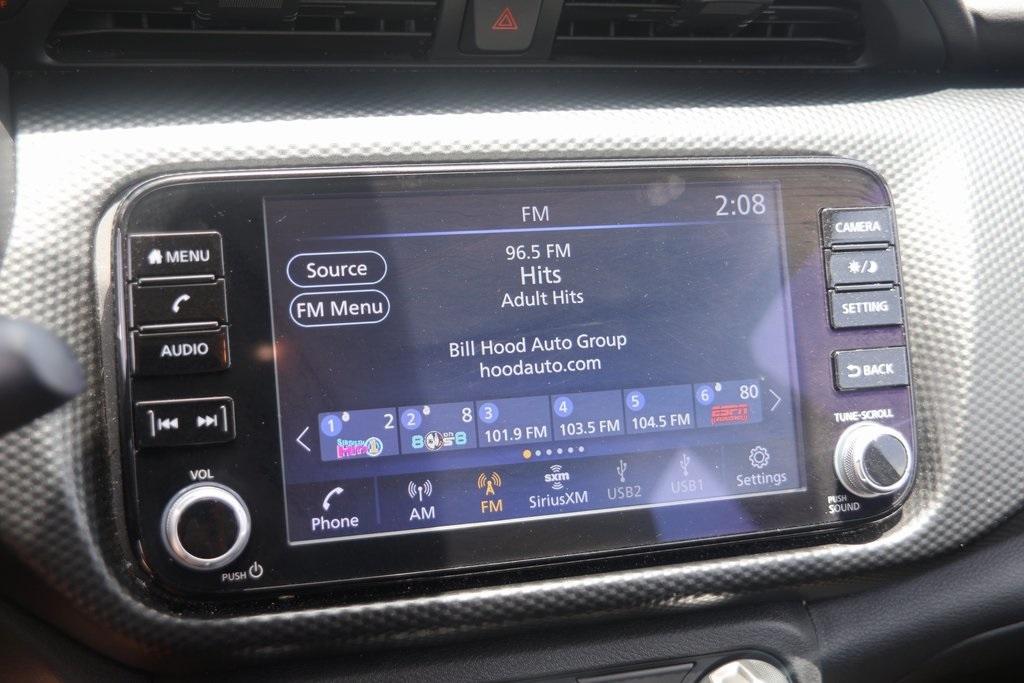 FM
2:08
96.5 FM
Hits
Adult Hits
Source
FM Menu
Bill Hood Auto Group
hoodauto.com
1 2
2 8
3
101.9 FM
4
103.5 FM
5
104.5 FM
6 80
80s8
ESPN
Phone
AM
FM
sxm
SiriusXM
USB2
USB1
Settings
MENU
AUDIO
VOL
PUSH
CAMERA
SETTING
BACK
TUNE·SCROLL
PUSH
SOUND